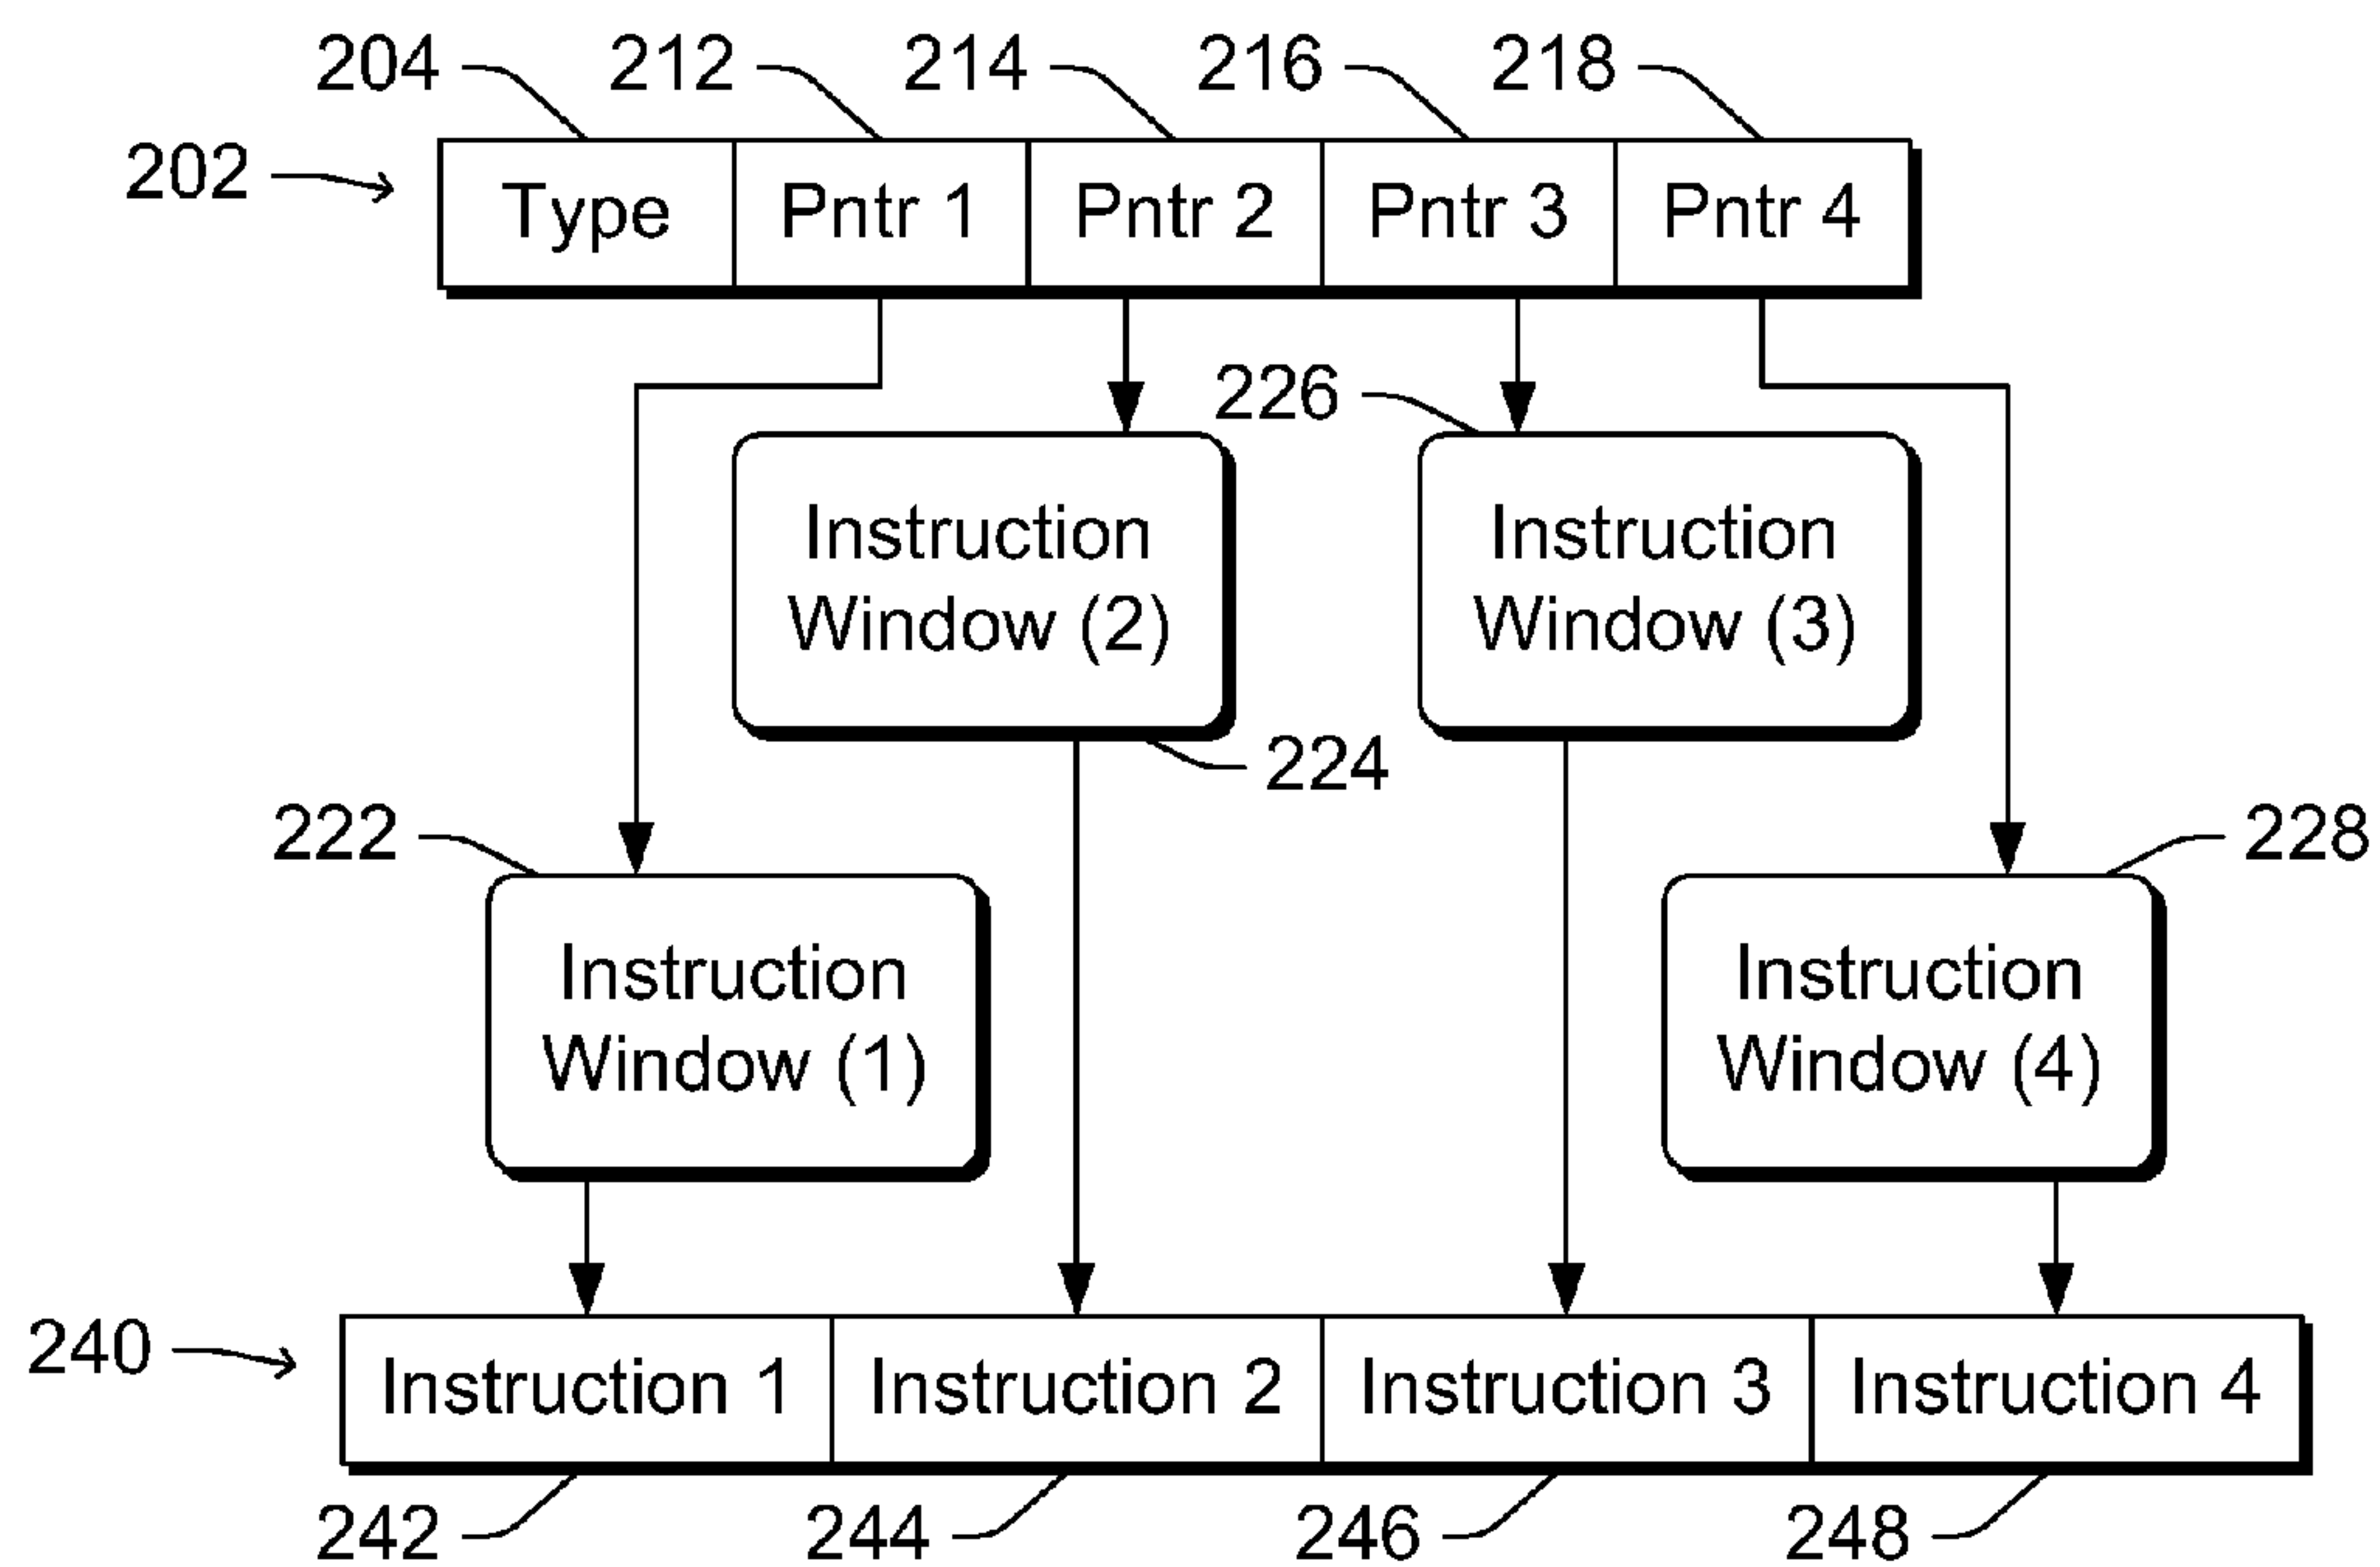 204 212 214 216 218
202
Type Pntr 1 Pntr 2 Pntr 3 Pntr 4
226
Instruction
Window (2)
Instruction
Window (3)
224
222
228
Instruction
Window (1)
Instruction
Window (4)
240
Instruction 1 Instruction 2 Instruction 3 Instruction 4
242 244 246 248